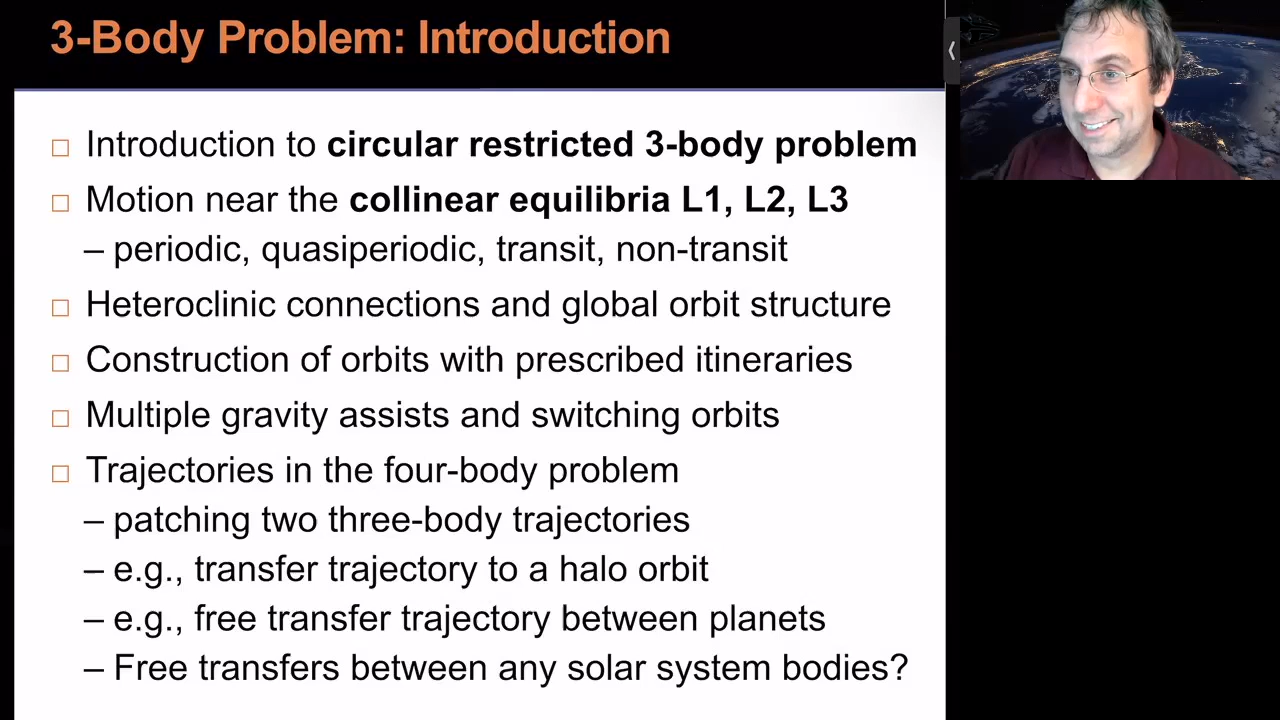 3-Body Problem: Introduction
□ Introduction to circular restricted 3-body problem
□ Motion near the collinear equilibria L1, L2, L3
– periodic, quasiperiodic, transit, non-transit
□ Heteroclinic connections and global orbit structure
□ Construction of orbits with prescribed itineraries
□ Multiple gravity assists and switching orbits
□ Trajectories in the four-body problem
– patching two three-body trajectories
– e.g., transfer trajectory to a halo orbit
– e.g., free transfer trajectory between planets
– Free transfers between any solar system bodies?